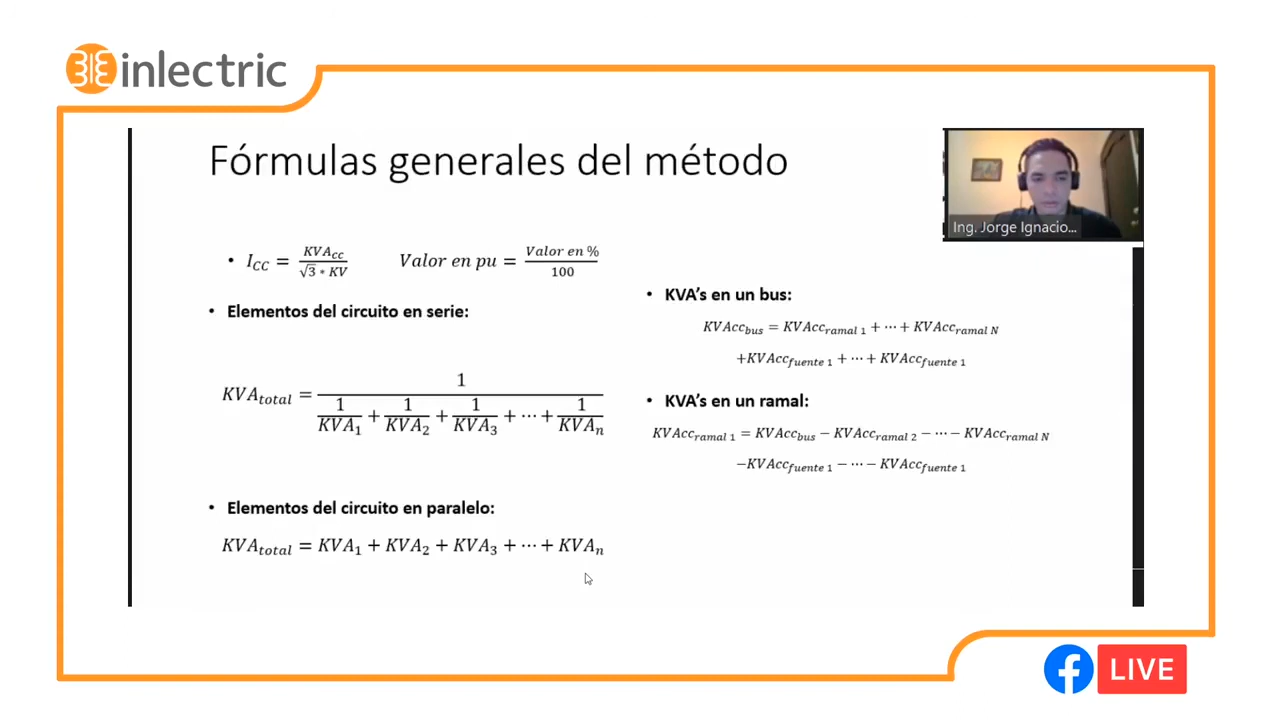 inlectric
Fórmulas generales del método
Ing. Jorge Ignacio...
• I_CC = KVA_cc / √3 * KV    Valor en pu = Valor en % / 100
• Elementos del circuito en serie:
KVA_total = 1 / (1/KVA_1 + 1/KVA_2 + 1/KVA_3 + ⋯ + 1/KVA_n)
• Elementos del circuito en paralelo:
KVA_total = KVA_1 + KVA_2 + KVA_3 + ⋯ + KVA_n
• KVA’s en un bus:
KVAcc_bus = KVAcc_ramal 1 + ⋯ + KVAcc_ramal N
+KVAcc_fuente 1 + ⋯ + KVAcc_fuente 1
• KVA’s en un ramal:
KVAcc_ramal 1 = KVAcc_bus − KVAcc_ramal 2 − ⋯ − KVAcc_ramal N
−KVAcc_fuente 1 − ⋯ − KVAcc_fuente 1
LIVE